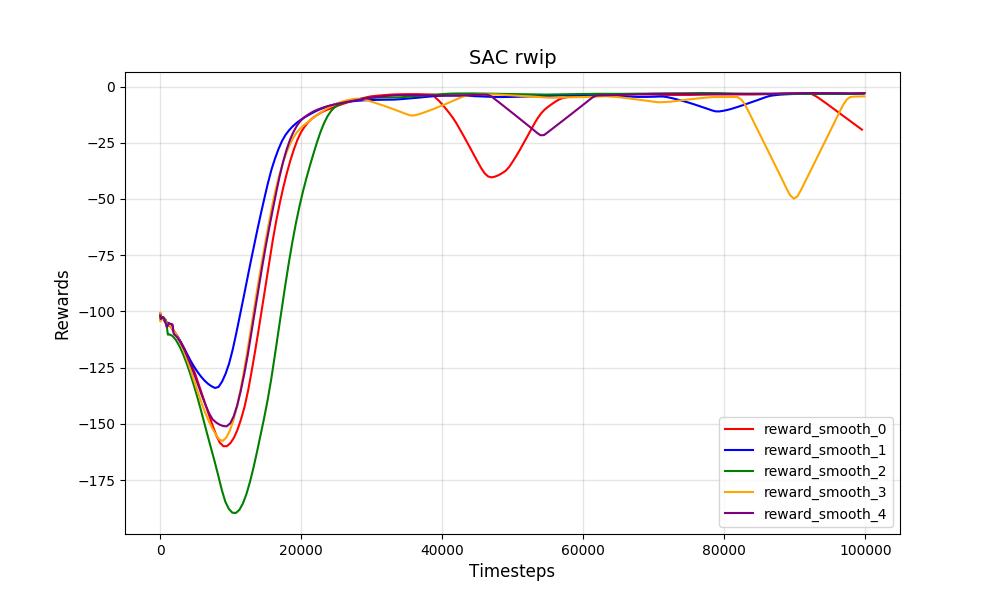 SAC rwip
Rewards
0
−25
−50
−75
−100
−125
−150
−175
0 20000 40000 60000 80000 100000
Timesteps
reward_smooth_0
reward_smooth_1
reward_smooth_2
reward_smooth_3
reward_smooth_4